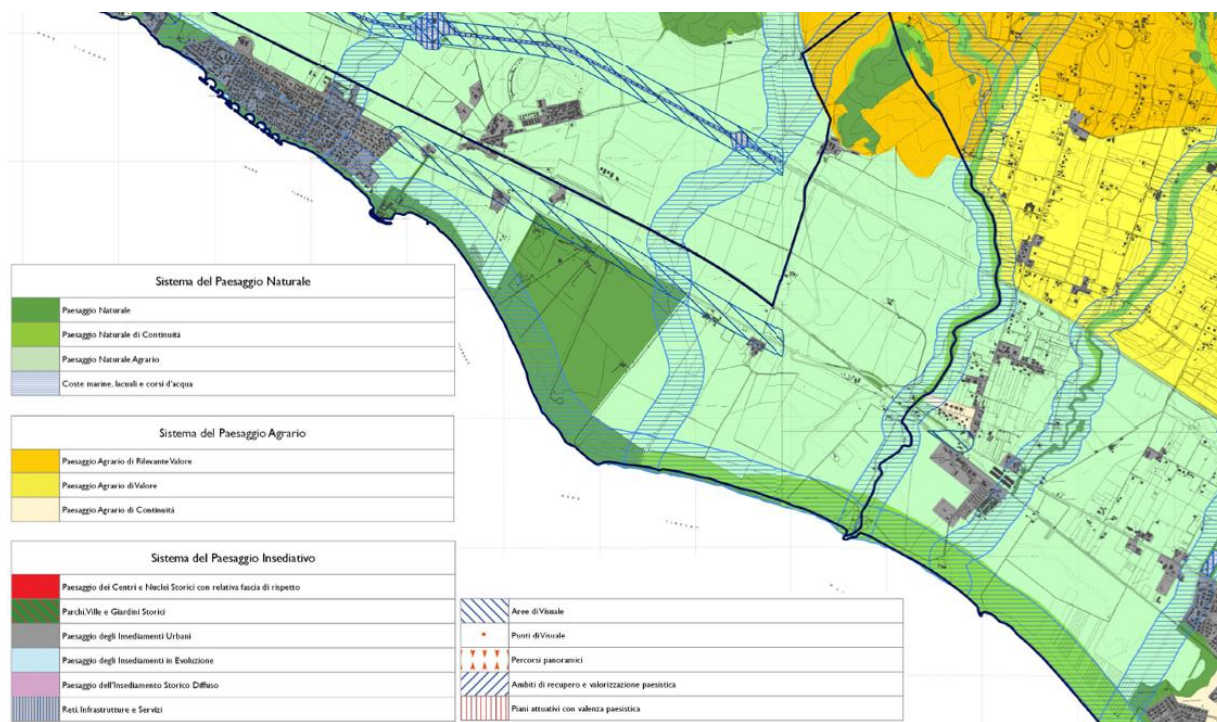 Sistema del Paesaggio Naturale
Paesaggio Naturale
Paesaggio Naturale di Continuità
Paesaggio Naturale Agrario
Coste marine, lacuali e corsi d'acqua
Sistema del Paesaggio Agrario
Paesaggio Agrario di Rilevante Valore
Paesaggio Agrario di Valore
Paesaggio Agrario di Continuità
Sistema del Paesaggio Insediativo
Paesaggio dei Centri e Nuclei Storici con relativa fascia di rispetto
Parchi, Ville e Giardini Storici
Paesaggio degli Insediamenti Urbani
Paesaggio degli Insediamenti in Evoluzione
Paesaggio dell'Insediamento Storico Diffuso
Reti, Infrastrutture e Servizi
Aree di Visuale
Punti di Visuale
Percorsi panoramici
Ambiti di recupero e valorizzazione paesistica
Piani attuativi con valenza paesistica